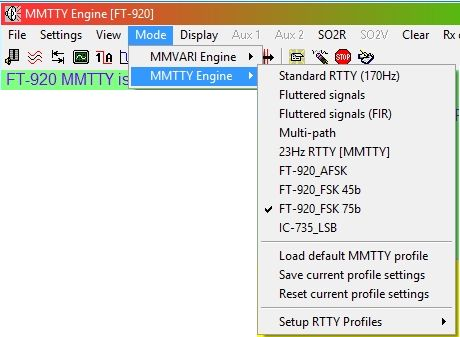 MMTTY Engine [FT-920]
File Settings View Mode Display Aux 1 Aux 2 SO2R SO2V Clear Rx
FT-920 MMTTY is
MMVARI Engine
MMTTY Engine
Standard RTTY (170Hz)
Fluttered signals
Fluttered signals (FIR)
Multi-path
23Hz RTTY [MMTTY]
FT-920_AFSK
FT-920_FSK 45b
FT-920_FSK 75b
IC-735_LSB
Load default MMTTY profile
Save current profile settings
Reset current profile settings
Setup RTTY Profiles